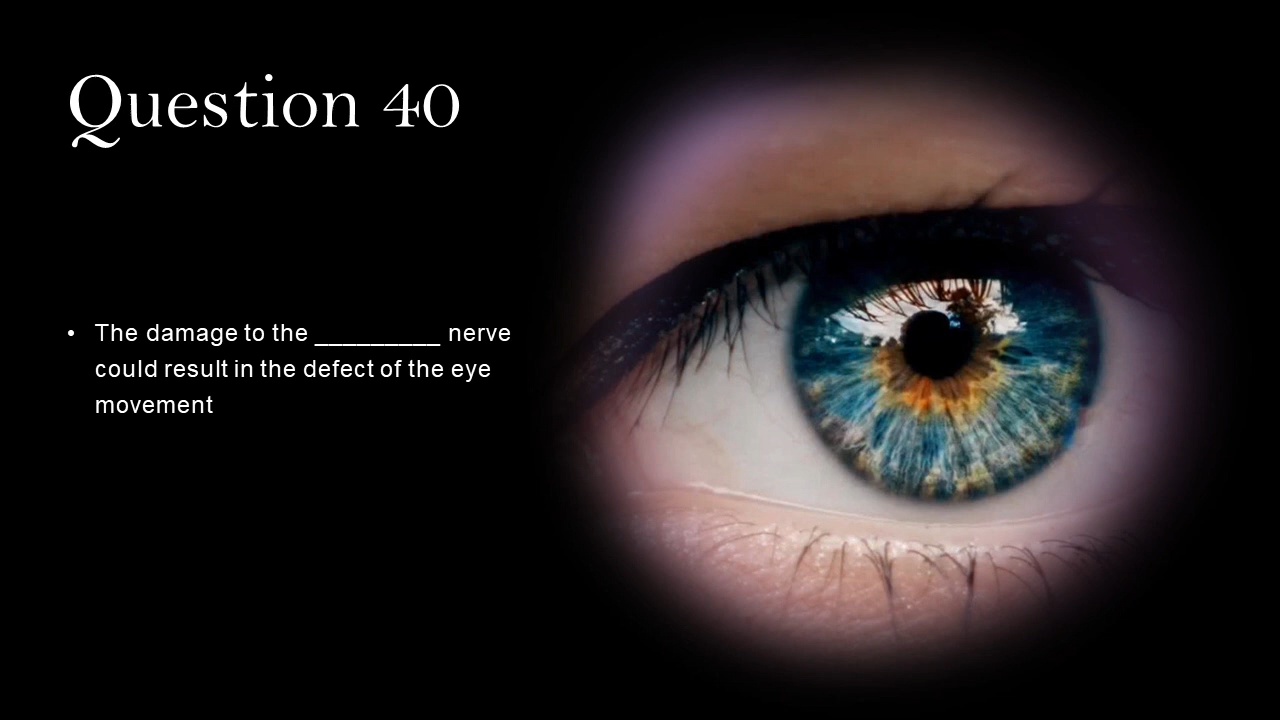 Question 40
• The damage to the _________ nerve
could result in the defect of the eye
movement